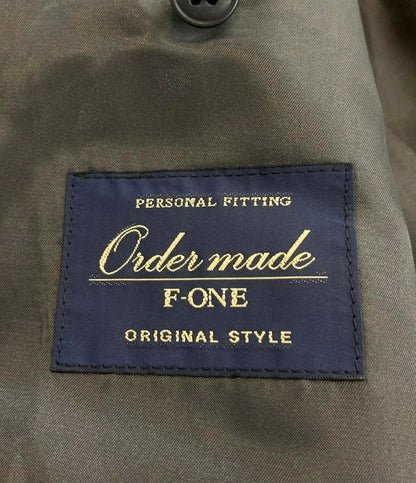 PERSONAL FITTING
Order made
F-ONE
ORIGINAL STYLE